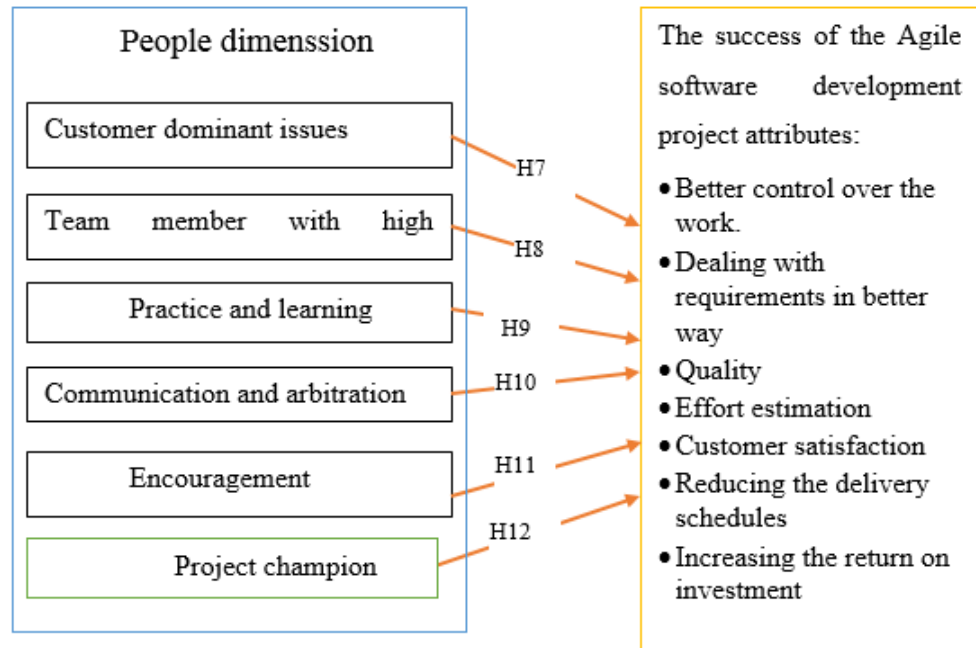 People dimenssion
Customer dominant issues
Team member with high
Practice and learning
Communication and arbitration
Encouragement
Project champion
H7
H8
H9
H10
H11
H12
The success of the Agile
software development
project attributes:
•Better control over the
work.
•Dealing with
requirements in better
way
•Quality
•Effort estimation
•Customer satisfaction
•Reducing the delivery
schedules
•Increasing the return on
investment